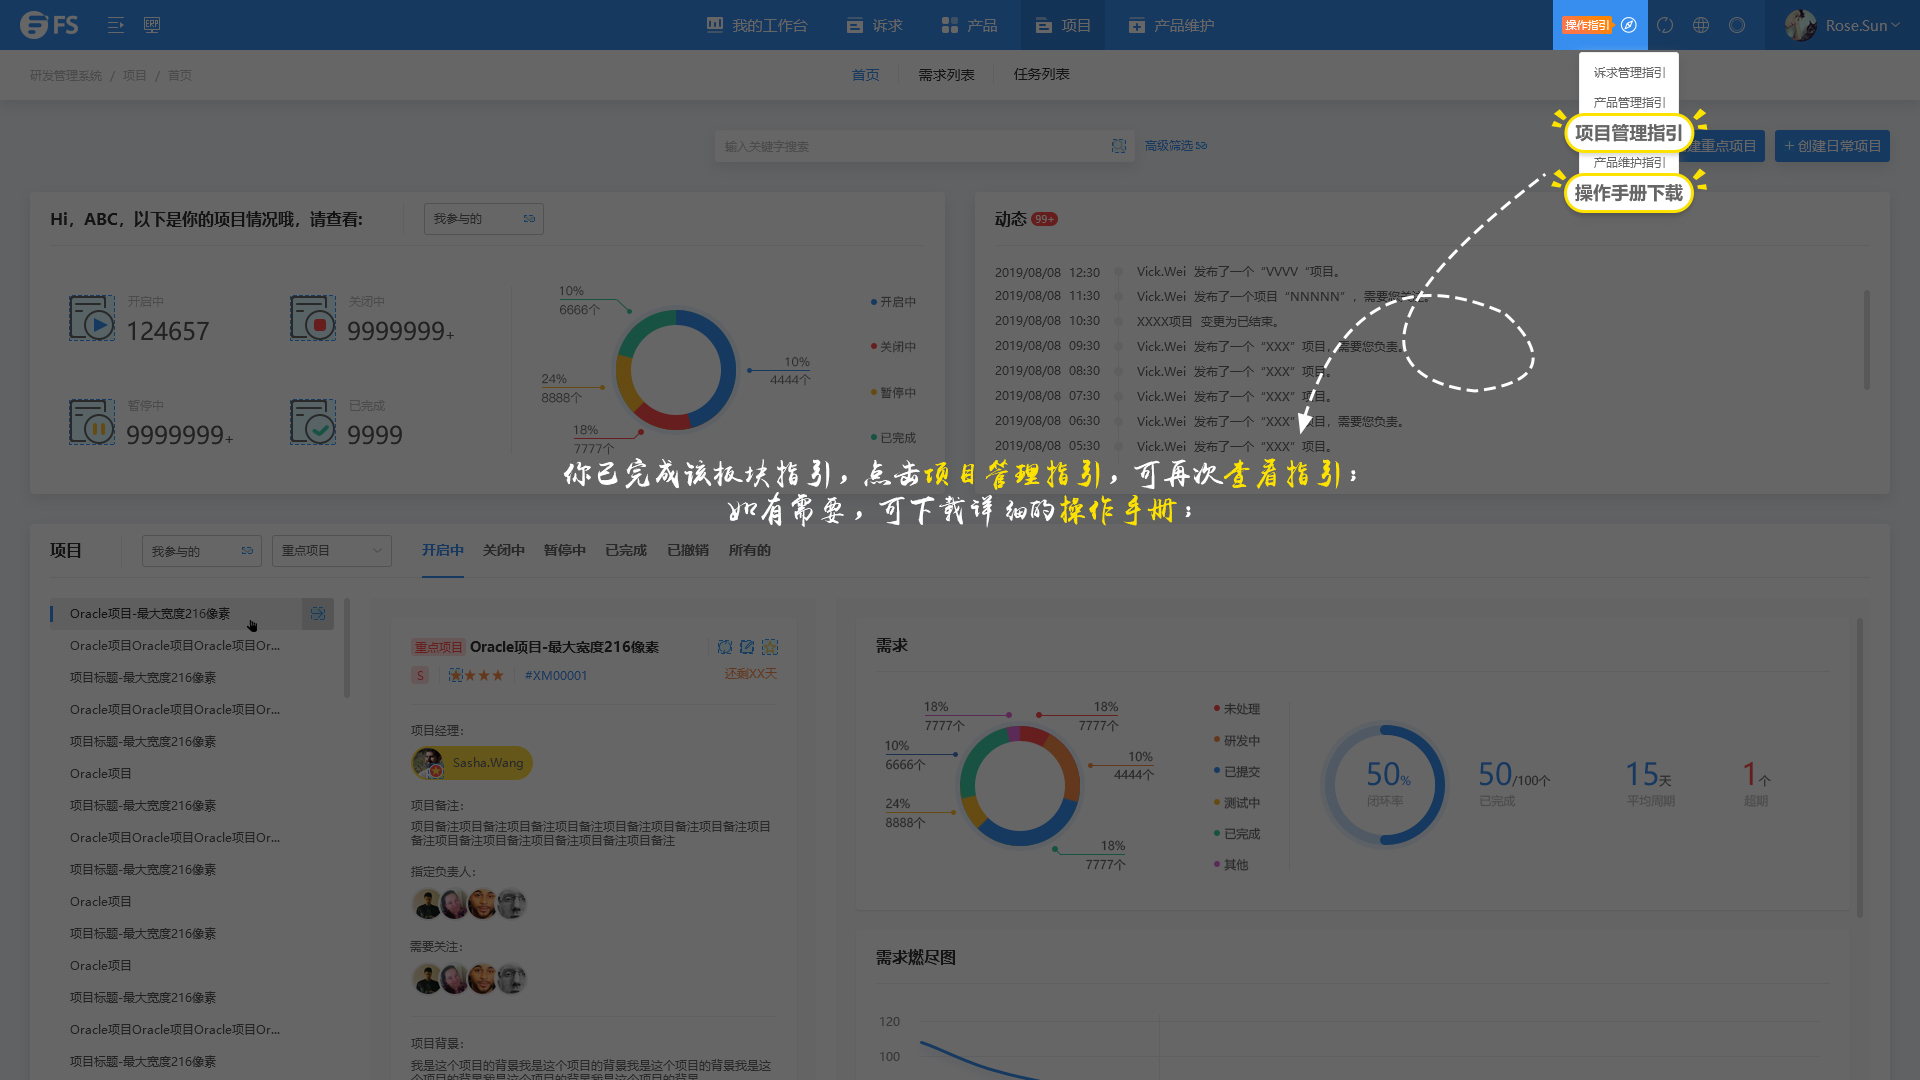 FS
ERP
我的工作台
诉求
产品
项目
产品维护
操作指引
Rose.Sun
研发管理系统 / 项目 / 首页
首页
需求列表
任务列表
诉求管理指引
产品管理指引
项目管理指引
产品维护指引
操作手册下载
输入关键字搜索
高级筛选
建重点项目
+ 创建日常项目
Hi，ABC，以下是你的项目情况哦，请查看:
我参与的
开启中
124657
关闭中
9999999+
暂停中
9999999+
已完成
9999
10%
6666个
10%
4444个
24%
8888个
18%
7777个
开启中
关闭中
暂停中
已完成
动态 99+
2019/08/08 12:30 Vick.Wei 发布了一个“VVVV “项目。
2019/08/08 11:30 Vick.Wei 发布了一个项目“NNNNN”，需要您关注。
2019/08/08 10:30 XXXX项目 变更为已结束。
2019/08/08 09:30 Vick.Wei 发布了一个“XXX”项目，需要您负责。
2019/08/08 08:30 Vick.Wei 发布了一个“XXX”项目。
2019/08/08 07:30 Vick.Wei 发布了一个“XXX”项目。
2019/08/08 06:30 Vick.Wei 发布了一个“XXX”项目，需要您负责。
2019/08/08 05:30 Vick.Wei 发布了一个“XXX”项目。
你已完成该板块指引，点击项目管理指引，可再次查看指引；
如有需要，可下载详细的操作手册；
项目
我参与的
重点项目
开启中
关闭中
暂停中
已完成
已撤销
所有的
Oracle项目-最大宽度216像素
Oracle项目Oracle项目Oracle项目Or...
项目标题-最大宽度216像素
Oracle项目Oracle项目Oracle项目Or...
项目标题-最大宽度216像素
Oracle项目
项目标题-最大宽度216像素
Oracle项目Oracle项目Oracle项目Or...
项目标题-最大宽度216像素
Oracle项目
项目标题-最大宽度216像素
Oracle项目
项目标题-最大宽度216像素
Oracle项目Oracle项目Oracle项目Or...
项目标题-最大宽度216像素
重点项目 Oracle项目-最大宽度216像素
S
#XM00001
还剩XX天
项目经理：
Sasha.Wang
项目备注：
项目备注项目备注项目备注项目备注项目备注项目备注项目备注项目
备注项目备注项目备注项目备注项目备注项目备注
指定负责人：
需要关注：
项目背景：
我是这个项目的背景我是这个项目的背景我是这个项目的背景我是这
个项目的背景我是这个项目的背景我是这个项目的背景
需求
18%
7777个
18%
7777个
10%
6666个
10%
4444个
24%
8888个
18%
7777个
未处理
研发中
已提交
测试中
已完成
其他
50%
闭环率
50/100个
已完成
15天
平均周期
1个
超期
需求燃尽图
120
100